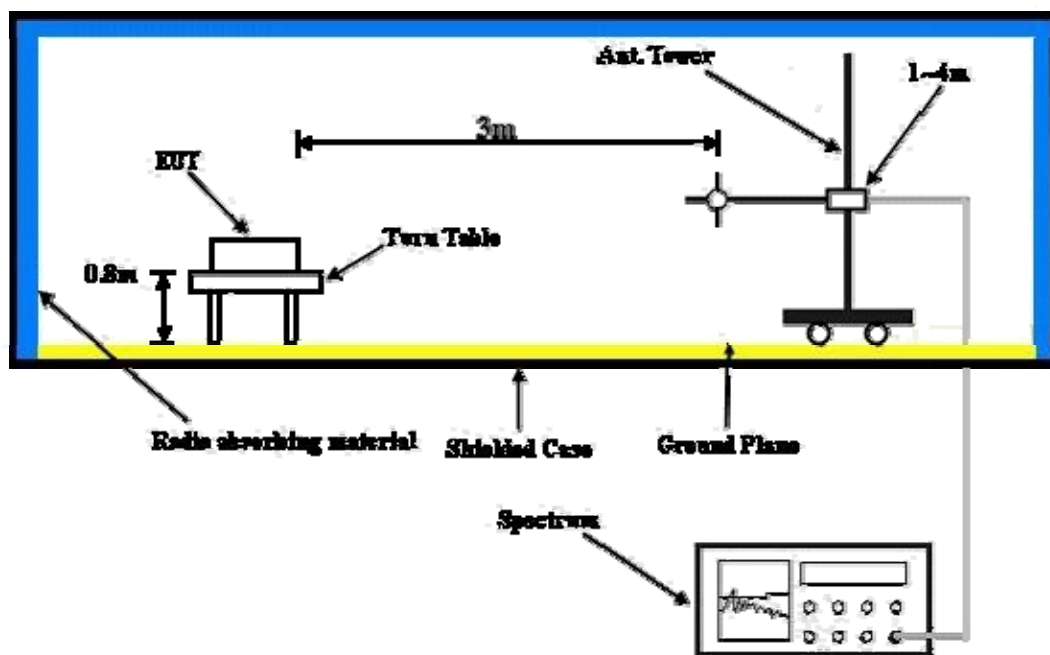 Ant. Tower
1~4m
3m
EUT
Turn Table
0.8m
Radio absorbing material
Shielded Case
Ground Plane
Spectrum